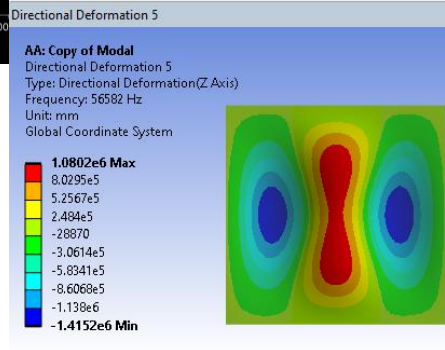 00
Directional Deformation 5
AA: Copy of Modal
Directional Deformation 5
Type: Directional Deformation(Z Axis)
Frequency: 56582 Hz
Unit: mm
Global Coordinate System
1.0802e6 Max
8.0295e5
5.2567e5
2.484e5
-28870
-3.0614e5
-5.8341e5
-8.6068e5
-1.138e6
-1.4152e6 Min